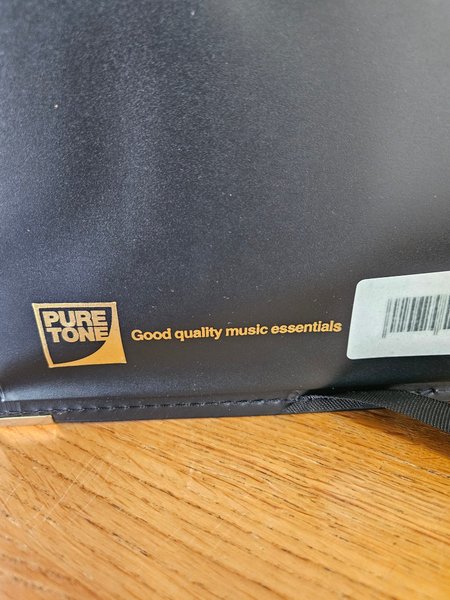 PURE
TONE
Good quality music essentials